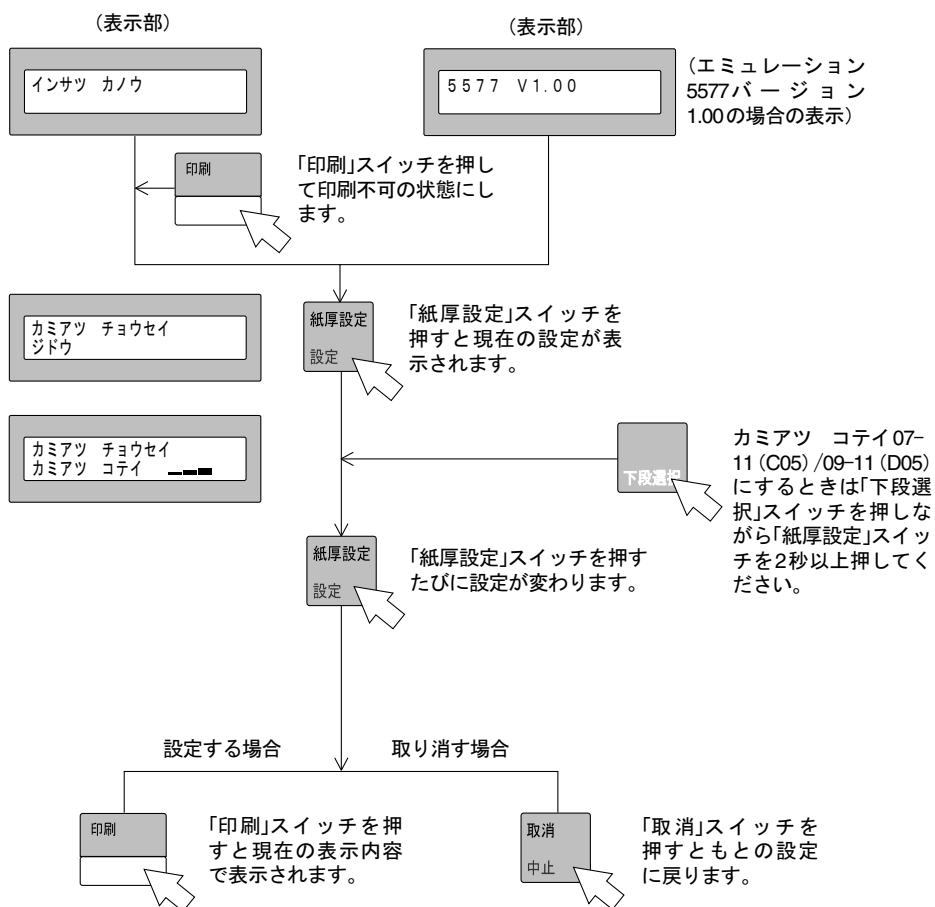 (表示部)
(表示部)
インサツ カノウ
5577 V1.00
(エミュレーション
5577バージョン
1.00の場合の表示)
印刷
「印刷」スイッチを押し
て印刷不可の状態にし
ます。
カミアツ チョウセイ
ジドウ
紙厚設定
設定
「紙厚設定」スイッチを
押すと現在の設定が表
示されます。
カミアツ チョウセイ
カミアツ コテイ
下段選択
カミアツ コテイ07-
11(C05)/09-11(D05)
にするときは「下段選
択」スイッチを押しな
がら「紙厚設定」スイッ
チを2秒以上押してく
ださい。
紙厚設定
設定
「紙厚設定」スイッチを押す
たびに設定が変わります。
設定する場合
取り消す場合
印刷
「印刷」スイッチを押
すと現在の表示内容
で表示されます。
取消
中止
「取消」スイッチを
押すともとの設定
に戻ります。